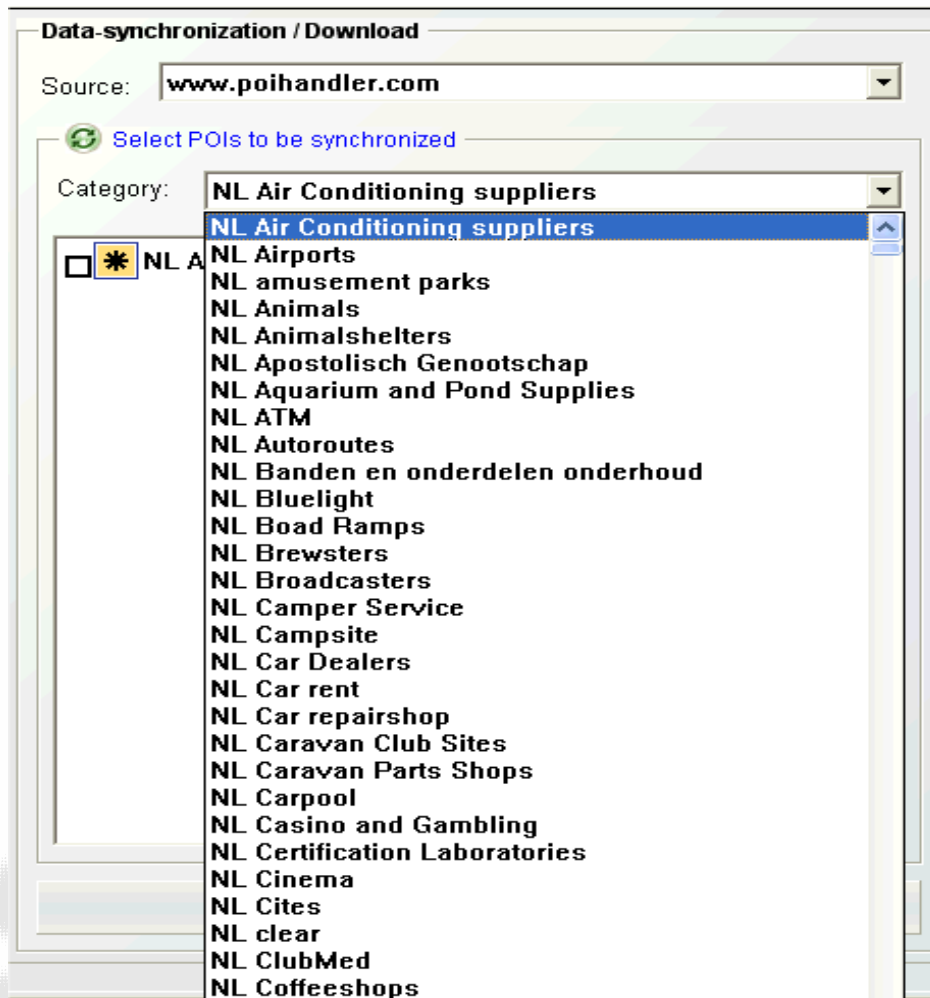 Data-synchronization / Download
Source: www.poihandler.com
Select POIs to be synchronized
Category: NL Air Conditioning suppliers
NL Air Conditioning suppliers
NL A
NL Airports
NL amusement parks
NL Animals
NL Animalshelters
NL Apostolisch Genootschap
NL Aquarium and Pond Supplies
NL ATM
NL Autoroutes
NL Banden en onderdelen onderhoud
NL Bluelight
NL Boad Ramps
NL Brewsters
NL Broadcasters
NL Camper Service
NL Campsite
NL Car Dealers
NL Car rent
NL Car repairshop
NL Caravan Club Sites
NL Caravan Parts Shops
NL Carpool
NL Casino and Gambling
NL Certification Laboratories
NL Cinema
NL Cites
NL clear
NL ClubMed
NL Coffeeshops